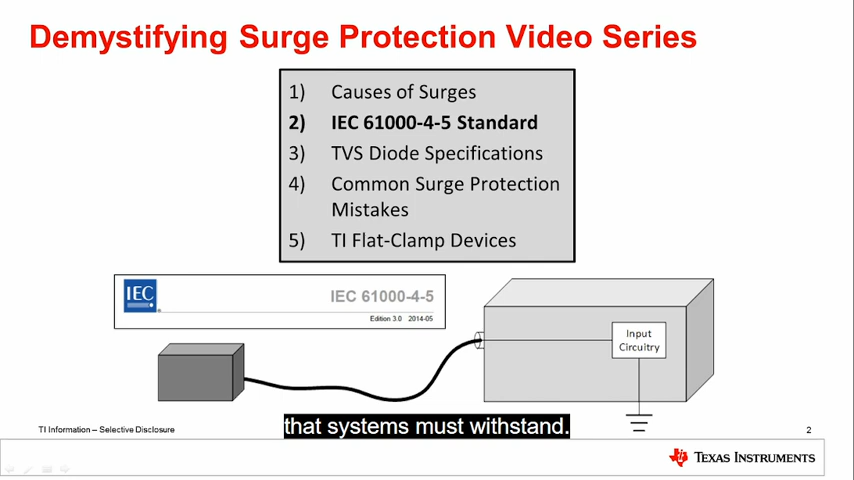 Demystifying Surge Protection Video Series
1) Causes of Surges
2) IEC 61000-4-5 Standard
3) TVS Diode Specifications
4) Common Surge Protection
Mistakes
5) TI Flat-Clamp Devices
IEC
IEC 61000-4-5
Edition 3.0 2014-05
Input
Circuitry
that systems must withstand.
TI Information – Selective Disclosure
2
TEXAS INSTRUMENTS